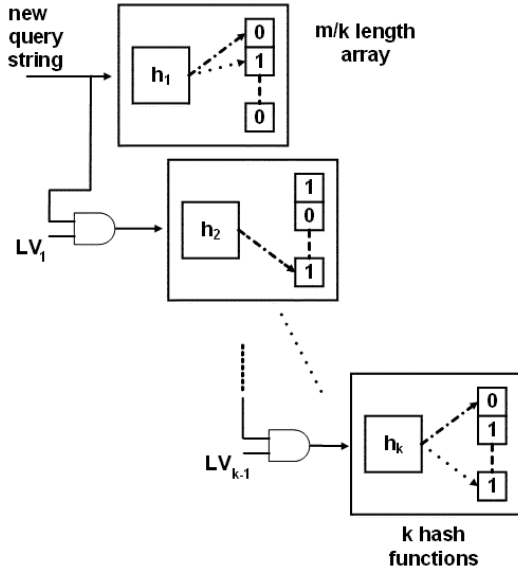 new
query
string
m/k length
array
h₁
0
1
0
LV₁
h₂
1
0
1
LVₖ₋₁
hₖ
0
1
1
k hash
functions